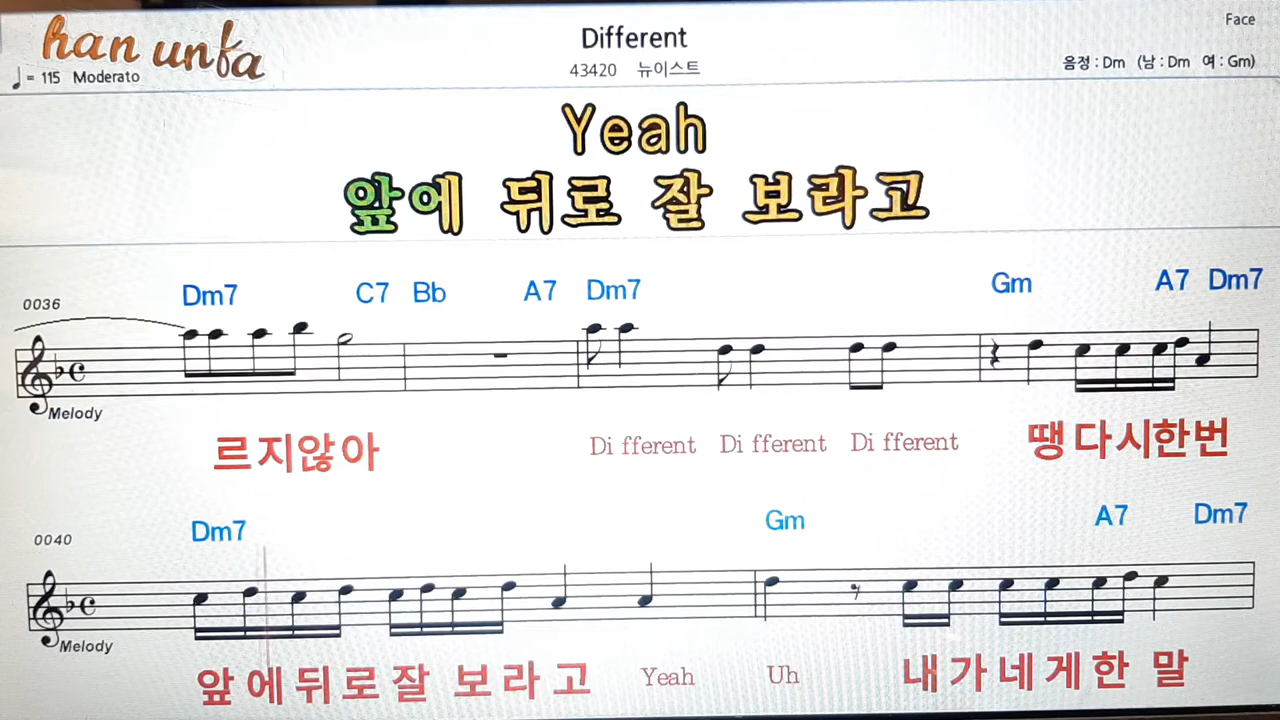 han unfa
Different
Face
♩= 115 Moderato
43420 뉴이스트
음정 : Dm (남 : Dm 여 : Gm)
Yeah
앞에 뒤로 잘 보라고
0036
Dm7 C7 Bb A7 Dm7 Gm A7 Dm7
Melody
르지않아 Di fferent Di fferent Di fferent 땡다시한번
0040
Dm7 Gm A7 Dm7
Melody
앞에뒤로잘 보라고 Yeah Uh 내가네게한 말